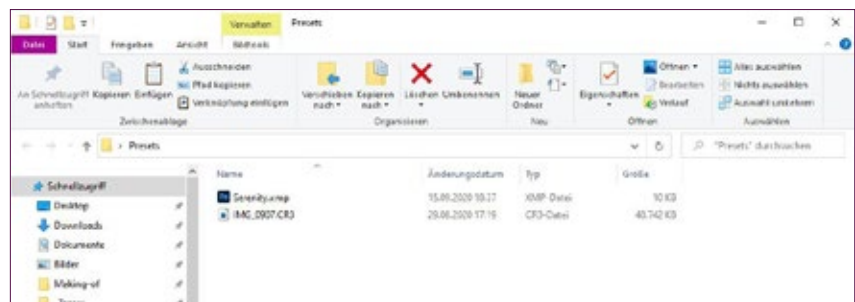 Verwalten Presets
Datei Start Freigeben Ansicht Bildtools
An Schnellzugriff anheften
Kopieren Einfügen
Ausschneiden
Pfad kopieren
Verknüpfung einfügen
Zwischenablage
Verschieben nach
Kopieren nach
Löschen Umbenennen
Organisieren
Neuer Ordner
Neu
Eigenschaften
Öffnen
Bearbeiten
Verlauf
Öffnen
Alles auswählen
Nichts auswählen
Auswahl umkehren
Auswählen
Presets
"Presets" durchsuchen
Name Änderungsdatum Typ Größe
Serenity.xmp 15.09.2020 18:37 XMP-Datei 10 KB
IMG_0907.CR3 29.08.2020 17:19 CR3-Datei 40.742 KB
Schnellzugriff
Desktop
Downloads
Dokumente
Bilder
Making-of